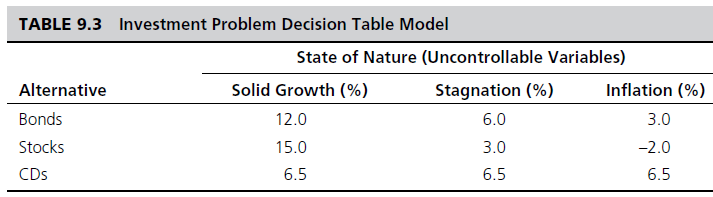 TABLE 9.3 Investment Problem Decision Table Model
State of Nature (Uncontrollable Variables)
Alternative Solid Growth (%) Stagnation (%) Inflation (%)
Bonds 12.0 6.0 3.0
Stocks 15.0 3.0 –2.0
CDs 6.5 6.5 6.5